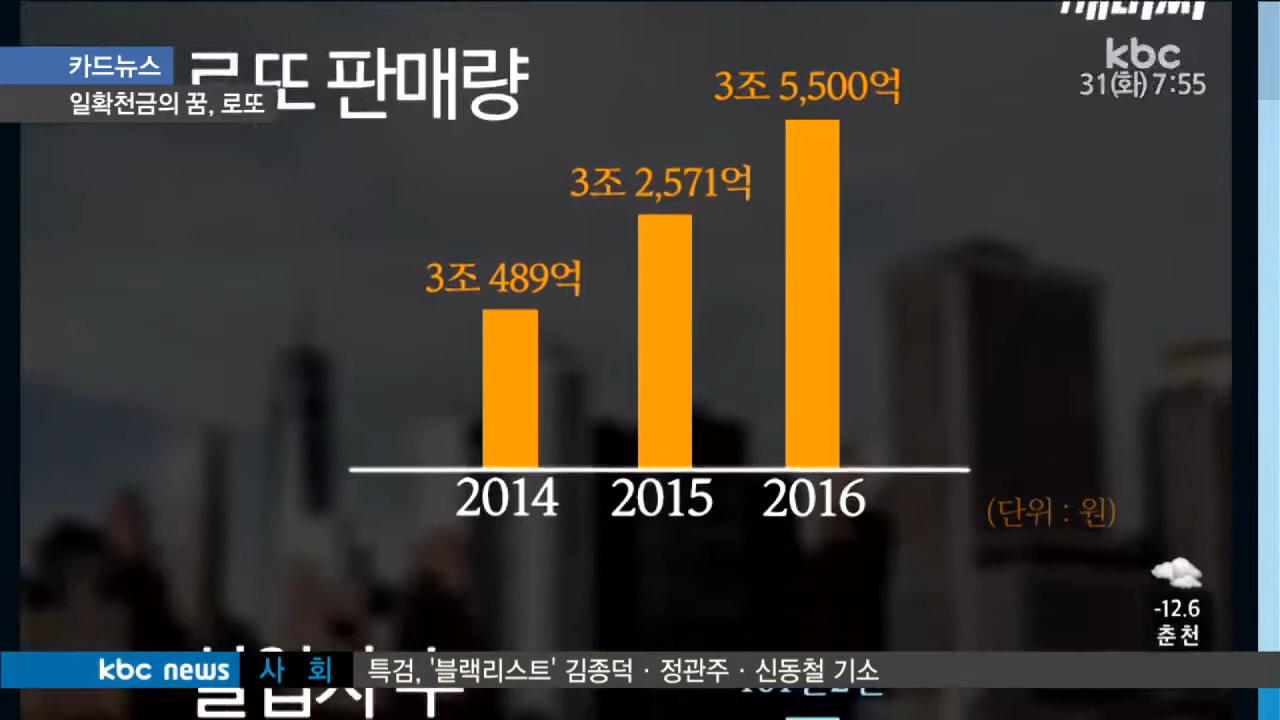 kbc
31(화) 7:55
카드뉴스
일확천금의 꿈, 로또
로또 판매량
3조 5,500억
3조 2,571억
3조 489억
2014 2015 2016
(단위 : 원)
-12.6
춘천
kbc news 사 회 특검, '블랙리스트' 김종덕 · 정관주 · 신동철 기소